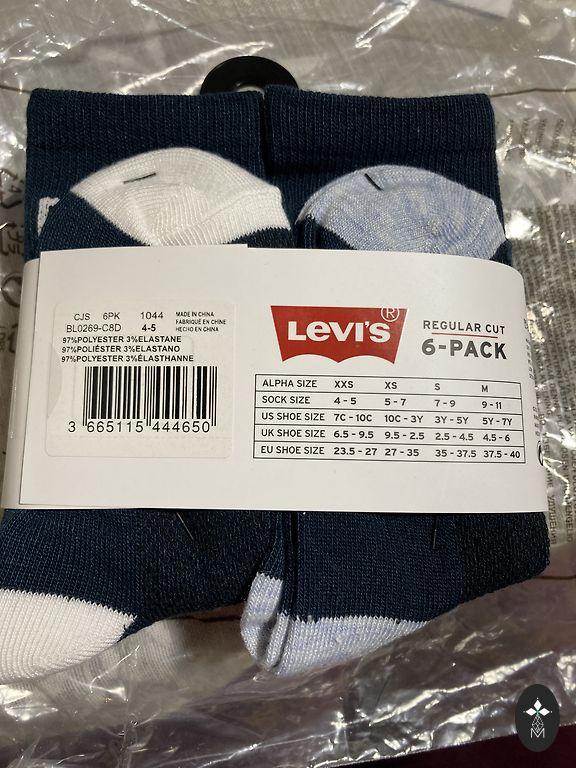 CJS 6PK 1044
MADE IN CHINA
FABRIQUÉ EN CHINE
HECHO EN CHINA
BL0269-C8D 4-5
97%POLYESTER 3%ELASTANE
97%POLIÉSTER 3%ELASTANO
97%POLYESTER 3%ÉLASTHANNE
3 665115 444650
LEVI'S®
REGULAR CUT
6-PACK
ALPHA SIZE XXS XS S M
SOCK SIZE 4 - 5 5 - 7 7 - 9 9 - 11
US SHOE SIZE 7C - 10C 10C - 3Y 3Y - 5Y 5Y - 7Y
UK SHOE SIZE 6.5 - 9.5 9.5 - 2.5 2.5 - 4.5 4.5 - 6
EU SHOE SIZE 23.5 - 27 27 - 35 35 - 37.5 37.5 - 40
M